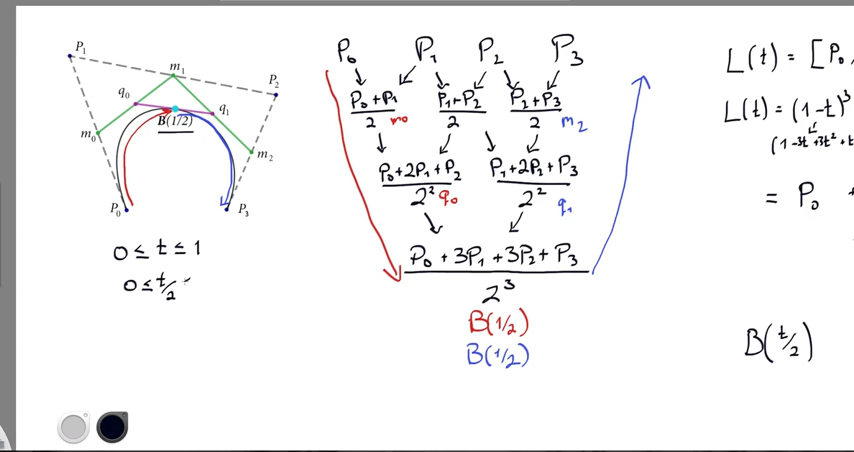 P₁
m₁
P₂
q₀
q₁
B(1/2)
m₀
m₂
P₀
P₃
0 ≤ t ≤ 1
0 ≤ t/2
P₀ P₁ P₂ P₃
P₀ + P₁ / 2 m₀
P₁ + P₂ / 2
P₂ + P₃ / 2 m₂
P₀ + 2P₁ + P₂ / 2² q₀
P₁ + 2P₂ + P₃ / 2² q₁
P₀ + 3P₁ + 3P₂ + P₃ / 2³
B(1/2)
B(1/2)
L(t) = [P₀,
L(t) = (1-t)³
(1-3t+3t²+t
= P₀ +
B(t/2)